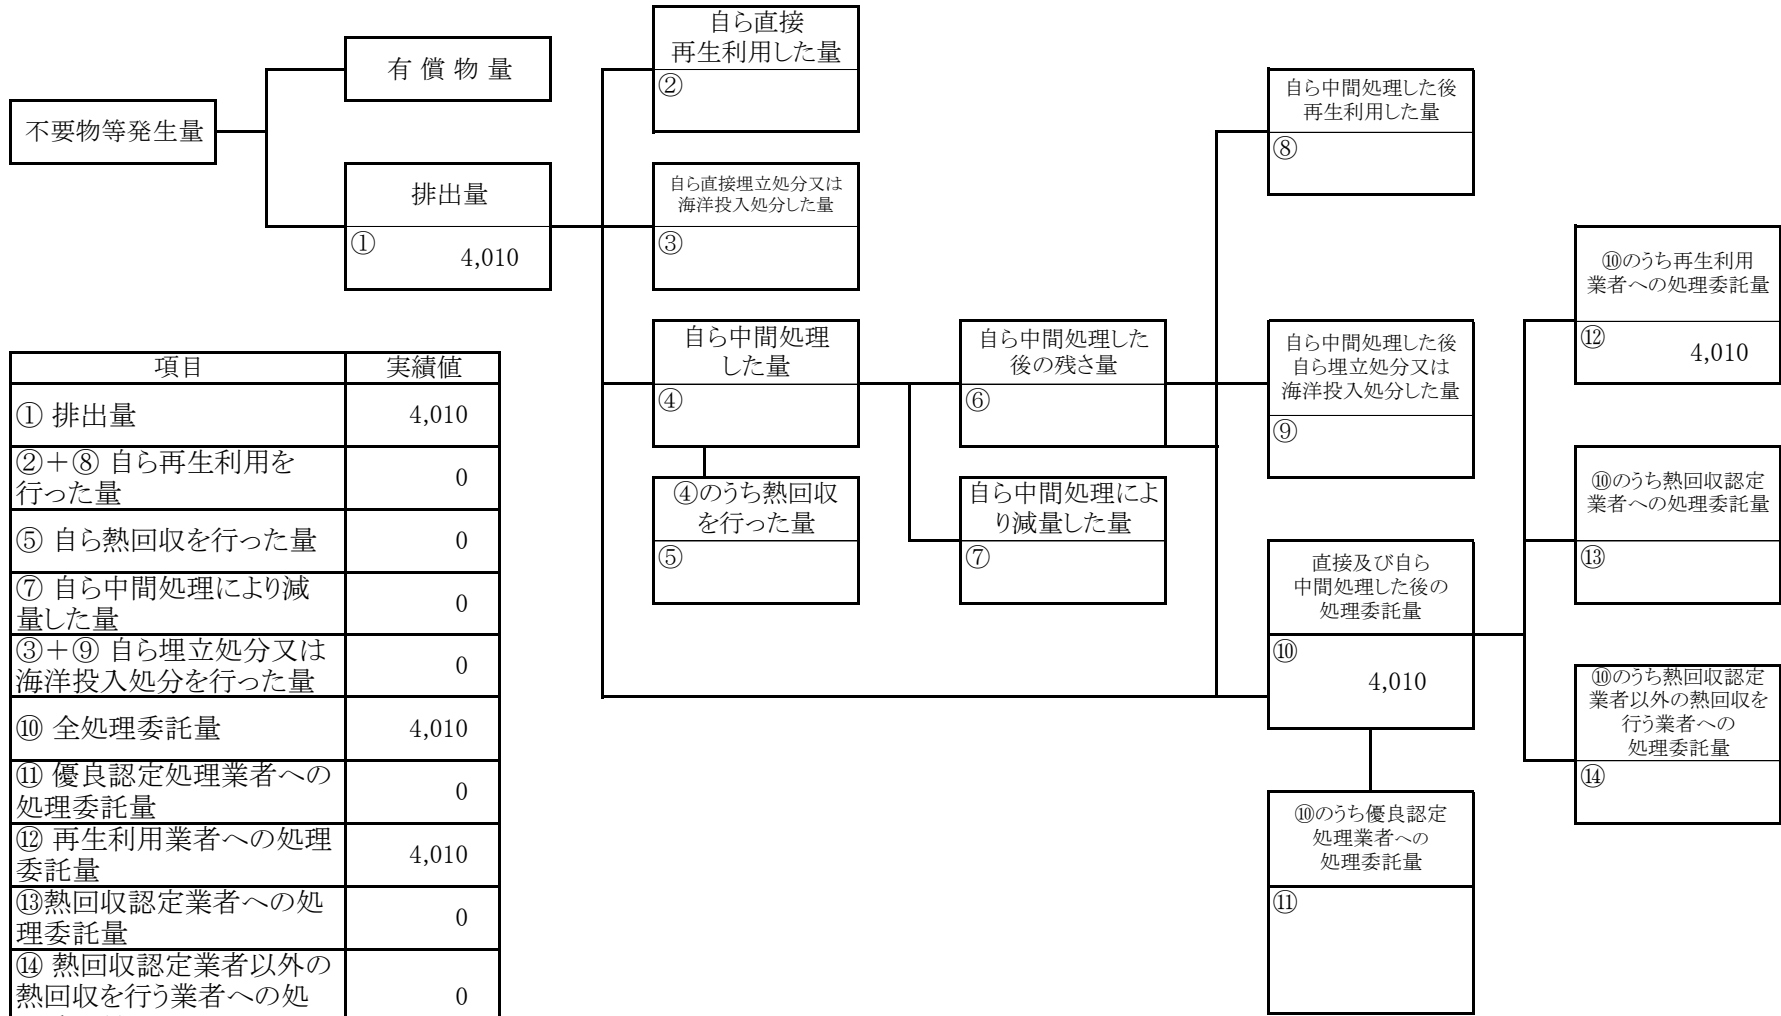 不要物等発生量
有償物量
排出量
①
4,010
自ら直接
再生利用した量
②
自ら直接埋立処分又は
海洋投入処分した量
③
自ら中間処理
した量
④
④のうち熱回収
を行った量
⑤
自ら中間処理した
後の残さ量
⑥
自ら中間処理によ
り減量した量
⑦
自ら中間処理した後
再生利用した量
⑧
自ら中間処理した後
自ら埋立処分又は
海洋投入処分した量
⑨
直接及び自ら
中間処理した後の
処理委託量
⑩
4,010
⑩のうち優良認定
処理業者への
処理委託量
⑪
⑩のうち再生利用
業者への処理委託量
⑫
4,010
⑩のうち熱回収認定
業者への処理委託量
⑬
⑩のうち熱回収認定
業者以外の熱回収を
行う業者への
処理委託量
⑭
項目 実績値
① 排出量 4,010
②＋⑧ 自ら再生利用を
行った量 0
⑤ 自ら熱回収を行った量 0
⑦ 自ら中間処理により減
量した量 0
③＋⑨ 自ら埋立処分又は
海洋投入処分を行った量 0
⑩ 全処理委託量 4,010
⑪ 優良認定処理業者への
処理委託量 0
⑫ 再生利用業者への処理
委託量 4,010
⑬熱回収認定業者への処
理委託量 0
⑭ 熱回収認定業者以外の
熱回収を行う業者への処 0